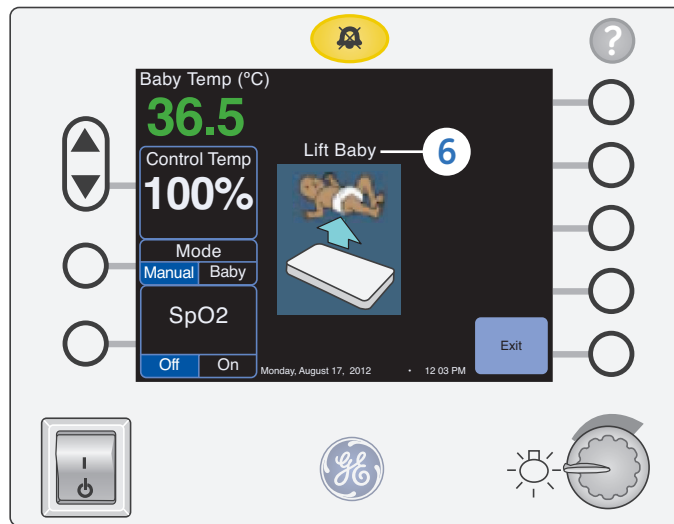 ?
Baby Temp (°C)
36.5
Lift Baby
6
Control Temp
100%
Mode
Manual Baby
SpO2
Off On
Monday, August 17, 2012 • 12 03 PM
Exit
I
GE